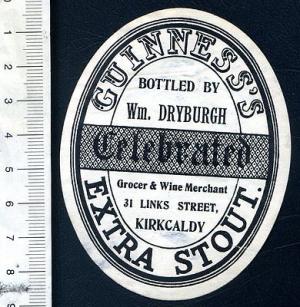 GUINNESS'S
BOTTLED BY
Wm. DRYBURGH
Celebrated
Grocer & Wine Merchant
31 LINKS STREET,
KIRKCALDY
EXTRA STOUT.
0
1
2
3
4
5
6
7
8